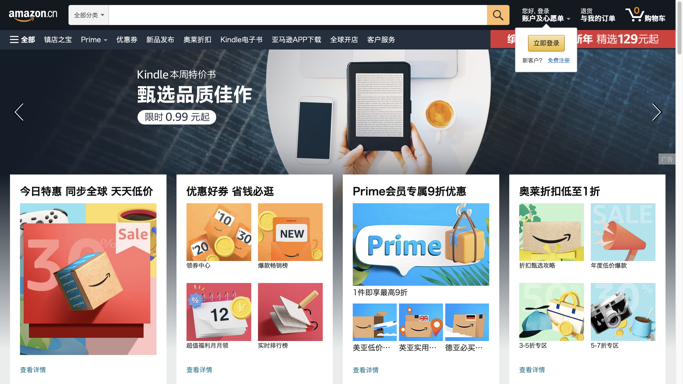 amazon.cn
全部分类
您好, 登录
账户及心愿单
退货
与我的订单
0
购物车
全部
镇店之宝
Prime
优惠券
新品发布
奥莱折扣
Kindle电子书
亚马逊APP下载
全球开店
客户服务
新年 精选129元起
立即登录
新客户? 免费注册
Kindle本周特价书
甄选品质佳作
限时 0.99 元起
广告
今日特惠 同步全球 天天低价
30%
Sale
查看详情
优惠好券 省钱必逛
10
20
30
NEW
领券中心
爆款畅销榜
%
12
超值福利月月领
实时排行榜
查看详情
Prime会员专属9折优惠
Prime
1件即享最高9折
美亚低价…
英亚实用…
德亚必买…
查看详情
奥莱折扣低至1折
SALE
折扣甄选攻略
年度低价爆款
3-5折专区
5-7折专区
查看详情